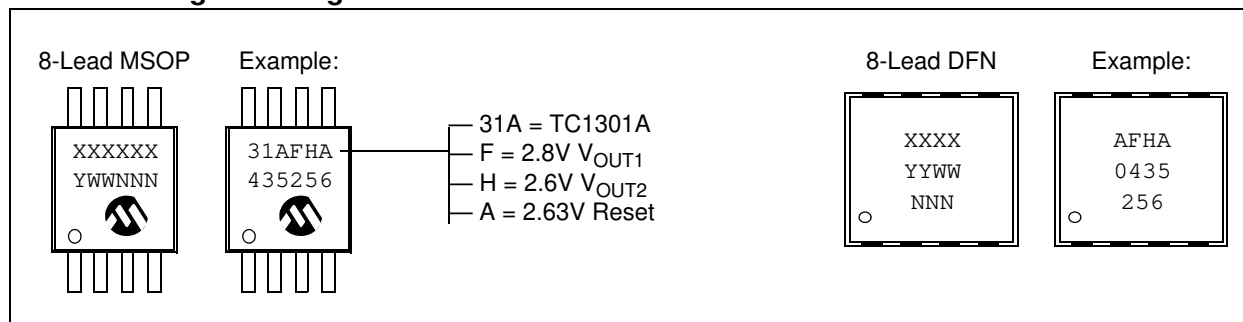 8-Lead MSOP
Example:
XXXXXX
YWWNNN
31AFHA
435256
31A = TC1301A
F = 2.8V VOUT1
H = 2.6V VOUT2
A = 2.63V Reset
8-Lead DFN
Example:
XXXX
YYWW
NNN
AFHA
0435
256